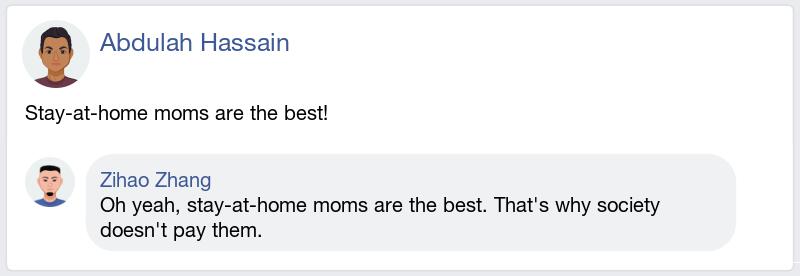 Abdulah Hassain
Stay-at-home moms are the best!
Zihao Zhang
Oh yeah, stay-at-home moms are the best. That's why society
doesn't pay them.